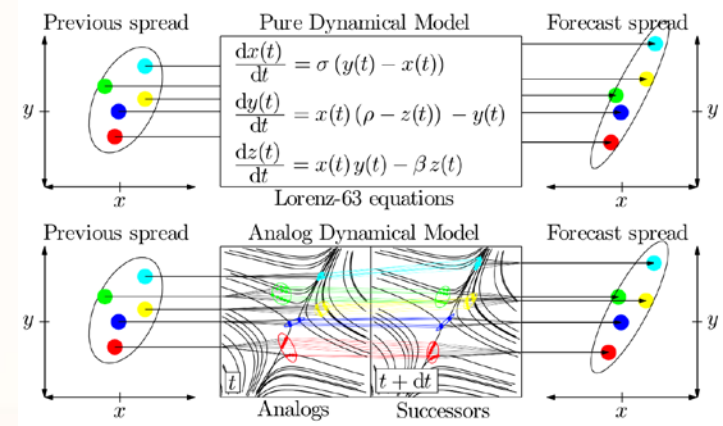 Previous spread Pure Dynamical Model Forecast spread
dx(t)/dt = σ (y(t) − x(t))
dy(t)/dt = x(t) (ρ − z(t)) − y(t)
dz(t)/dt = x(t) y(t) − β z(t)
y y
x Lorenz-63 equations x
Previous spread Analog Dynamical Model Forecast spread
y y
t t + dt
x Analogs Successors x